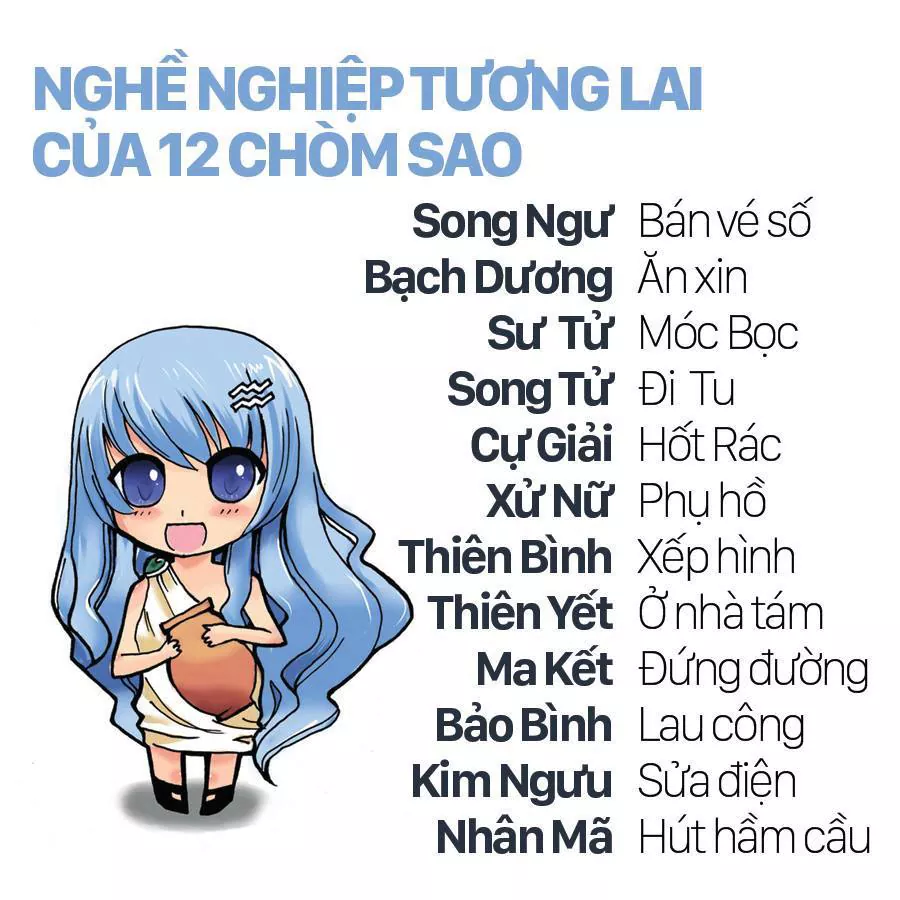 NGHỀ NGHIỆP TƯƠNG LAI
CỦA 12 CHÒM SAO
Song Ngư Bán vé số
Bạch Dương Ăn xin
Sư Tử Móc Bọc
Song Tử Đi Tu
Cự Giải Hốt Rác
Xử Nữ Phụ hồ
Thiên Bình Xếp hình
Thiên Yết Ở nhà tám
Ma Kết Đứng đường
Bảo Bình Lau công
Kim Ngưu Sửa điện
Nhân Mã Hút hầm cầu